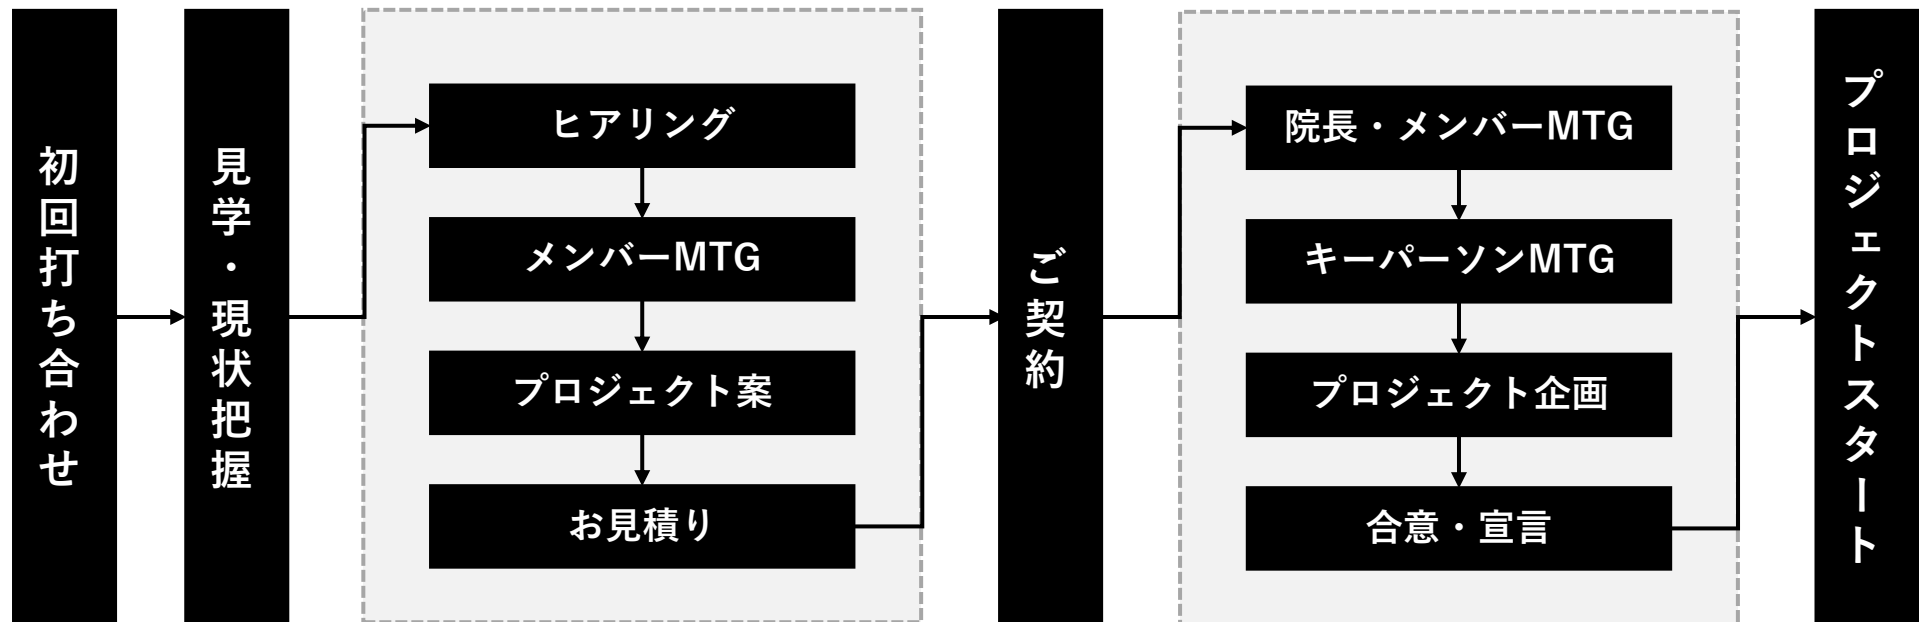 初回打ち合わせ
見学・現状把握
ヒアリング
メンバーMTG
プロジェクト案
お見積り
ご契約
院長・メンバーMTG
キーパーソンMTG
プロジェクト企画
合意・宣言
プロジェクトスタート